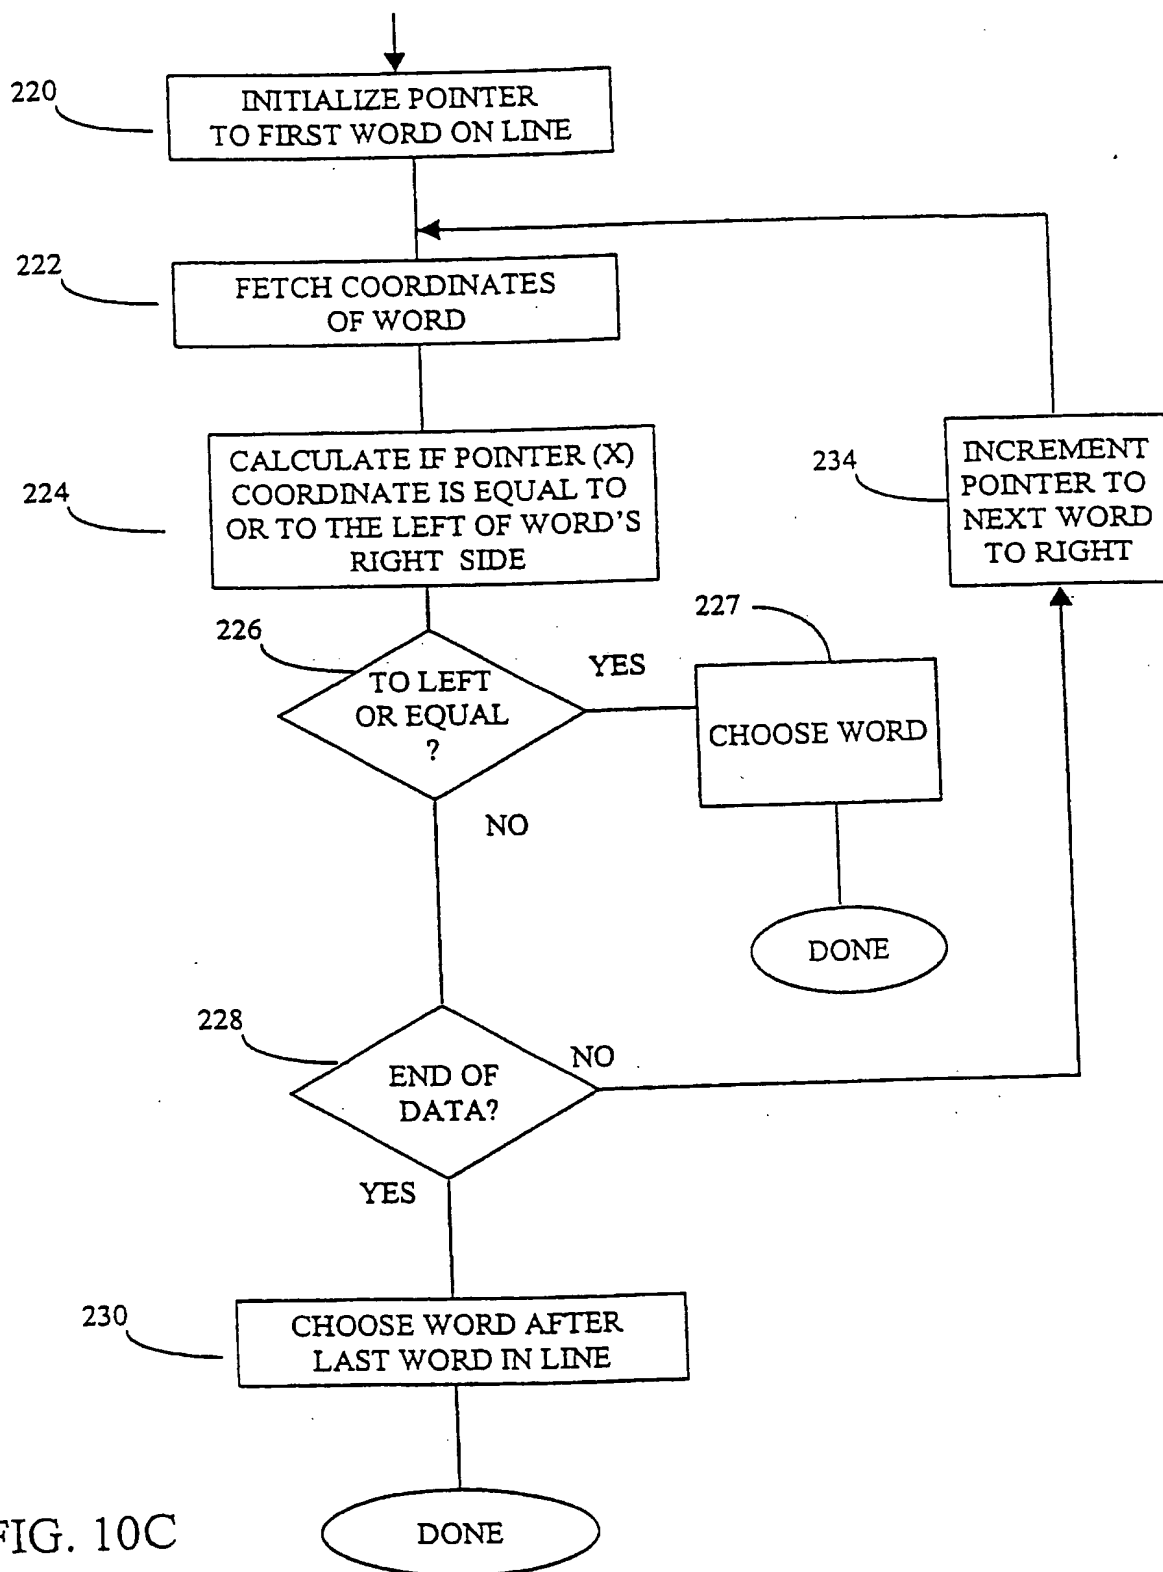 220
INITIALIZE POINTER
TO FIRST WORD ON LINE
222
FETCH COORDINATES
OF WORD
224
CALCULATE IF POINTER (X)
COORDINATE IS EQUAL TO
OR TO THE LEFT OF WORD'S
RIGHT SIDE
234
INCREMENT
POINTER TO
NEXT WORD
TO RIGHT
226
TO LEFT
OR EQUAL
?
YES
227
CHOOSE WORD
NO
DONE
228
END OF
DATA?
NO
YES
230
CHOOSE WORD AFTER
LAST WORD IN LINE
DONE
FIG. 10C